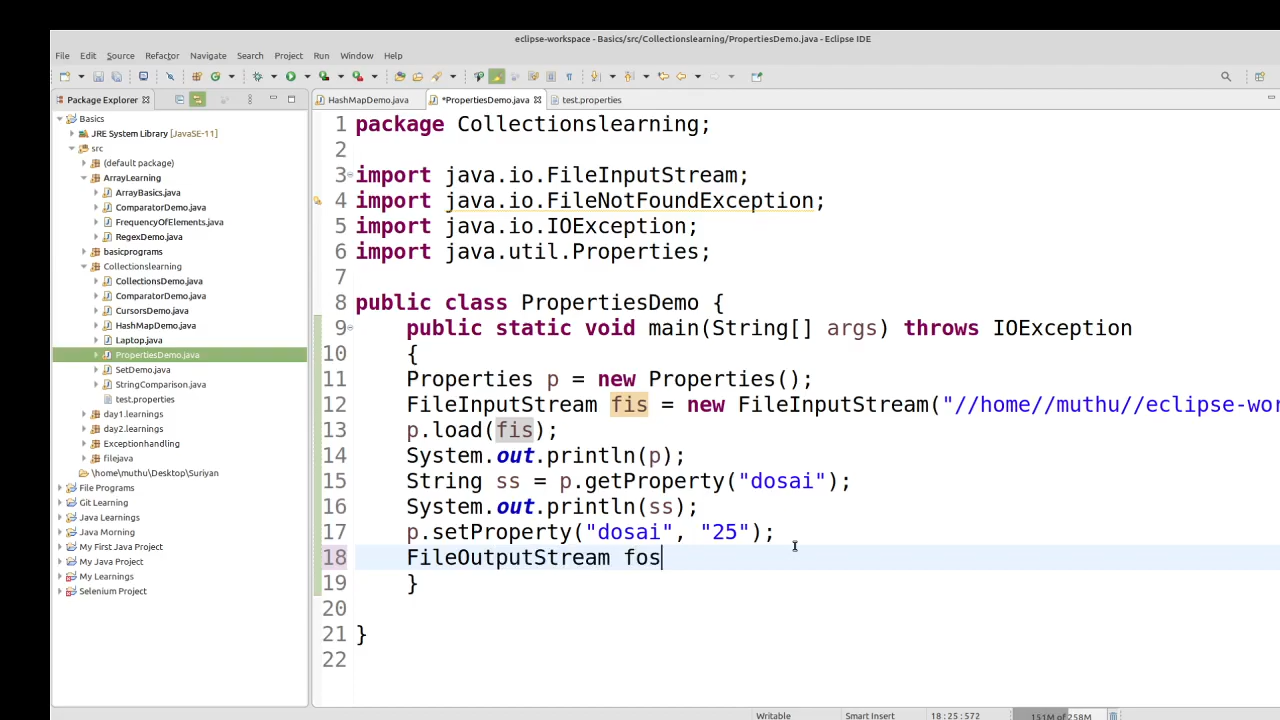 eclipse-workspace - Basics/src/Collectionslearning/PropertiesDemo.java - Eclipse IDE
File Edit Source Refactor Navigate Search Project Run Window Help
Package Explorer
HashMapDemo.java
*PropertiesDemo.java
test.properties
Basics
JRE System Library [JavaSE-11]
src
(default package)
ArrayLearning
ArrayBasics.java
ComparatorDemo.java
FrequencyOfElements.java
RegexDemo.java
basicprograms
Collectionslearning
CollectionsDemo.java
ComparatorDemo.java
CursorsDemo.java
HashMapDemo.java
Laptop.java
PropertiesDemo.java
SetDemo.java
StringComparison.java
test.properties
day1.learnings
day2.learnings
Exceptionhandling
filejava
\home\muthu\Desktop\Suriyan
File Programs
Git Learning
Java Learnings
Java Morning
My First Java Project
My Java Project
My Learnings
Selenium Project
1 package Collectionslearning;
2
3 import java.io.FileInputStream;
4 import java.io.FileNotFoundException;
5 import java.io.IOException;
6 import java.util.Properties;
7
8 public class PropertiesDemo {
9 public static void main(String[] args) throws IOException
10 {
11 Properties p = new Properties();
12 FileInputStream fis = new FileInputStream("//home//muthu//eclipse-wor
13 p.load(fis);
14 System.out.println(p);
15 String ss = p.getProperty("dosai");
16 System.out.println(ss);
17 p.setProperty("dosai", "25");
18 FileOutputStream fos
19 }
20
21 }
22
Writable
Smart Insert
18 : 25 : 572
151M of 258M